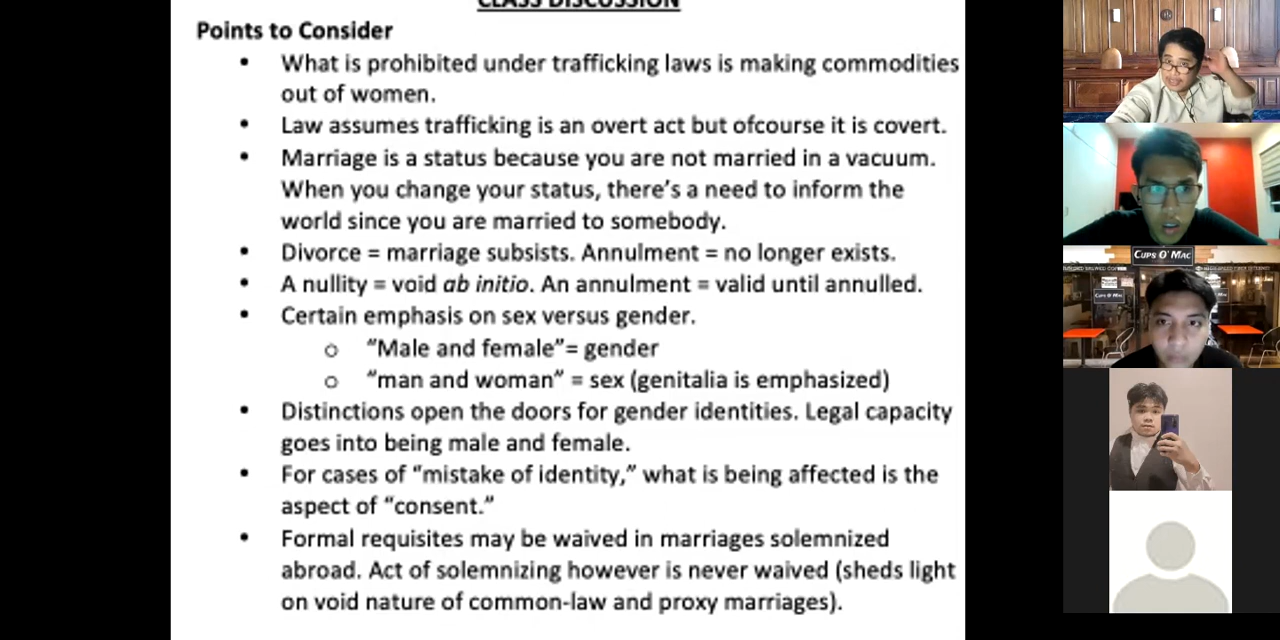 CLASS DISCUSSION
Points to Consider
• What is prohibited under trafficking laws is making commodities
out of women.
• Law assumes trafficking is an overt act but ofcourse it is covert.
• Marriage is a status because you are not married in a vacuum.
When you change your status, there's a need to inform the
world since you are married to somebody.
• Divorce = marriage subsists. Annulment = no longer exists.
• A nullity = void ab initio. An annulment = valid until annulled.
• Certain emphasis on sex versus gender.
o "Male and female"= gender
o "man and woman" = sex (genitalia is emphasized)
• Distinctions open the doors for gender identities. Legal capacity
goes into being male and female.
• For cases of "mistake of identity," what is being affected is the
aspect of "consent."
• Formal requisites may be waived in marriages solemnized
abroad. Act of solemnizing however is never waived (sheds light
on void nature of common-law and proxy marriages).
CUPS O' MAC
CUPS O' MAC